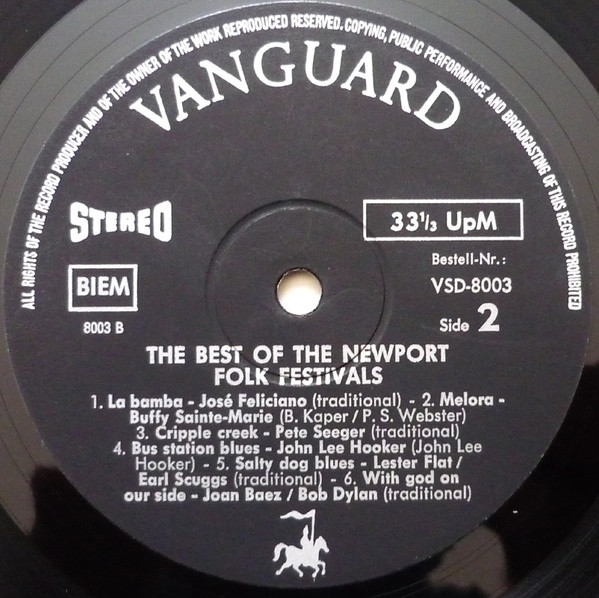 ALL RIGHTS OF THE RECORD PRODUCER AND OF THE OWNER OF THE WORK REPRODUCED RESERVED. COPYING, PUBLIC PERFORMANCE AND BROADCASTING OF THIS RECORD PROHIBITED
VANGUARD
STEREO
33 1/3 UpM
BIEM
Bestell-Nr.:
VSD-8003
8003 B
Side 2
THE BEST OF THE NEWPORT
FOLK FESTIVALS
1. La bamba - José Feliciano (traditional) - 2. Melora -
Buffy Sainte-Marie (B. Kaper / P. S. Webster)
3. Cripple creek - Pete Seeger (traditional)
4. Bus station blues - John Lee Hooker (John Lee
Hooker) - 5. Salty dog blues - Lester Flat /
Earl Scuggs (traditional) - 6. With god on
our side - Joan Baez / Bob Dylan (traditional)